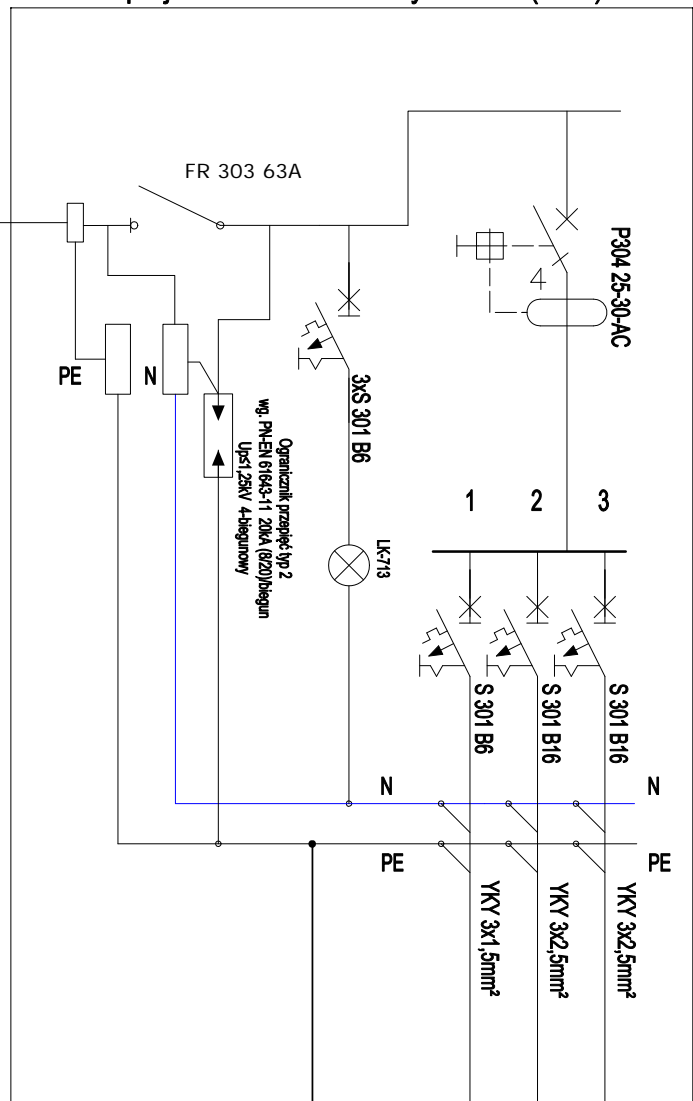 FR 303 63A
P304 25-30-AC
4
PE
N
3xS 301 B6
Ogranicznik przepięć typ 2
wg. PN-EN 61643-11 20kA (8/20)/biegun
Up≤1,25kV 4-biegunowy
LK-713
1 2 3
S 301 B6
S 301 B16
S 301 B16
N
N
PE
PE
YKY 3x1,5mm²
YKY 3x2,5mm²
YKY 3x2,5mm²